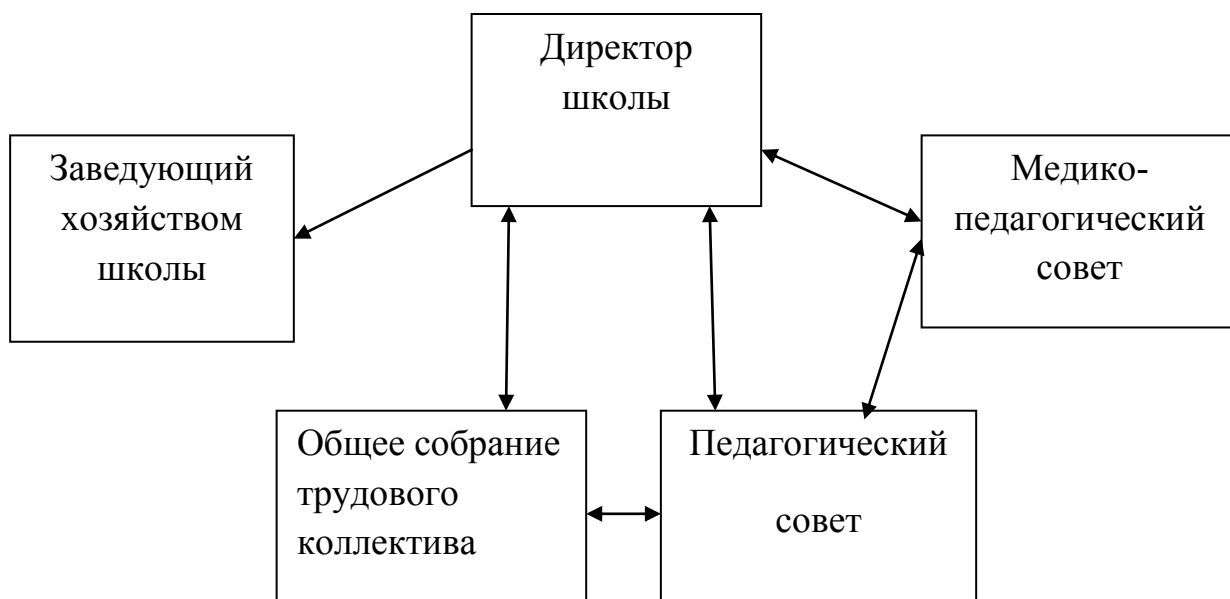 Директор
школы
Заведующий
хозяйством
школы
Медико-
педагогический
совет
Общее собрание
трудового
коллектива
Педагогический
совет